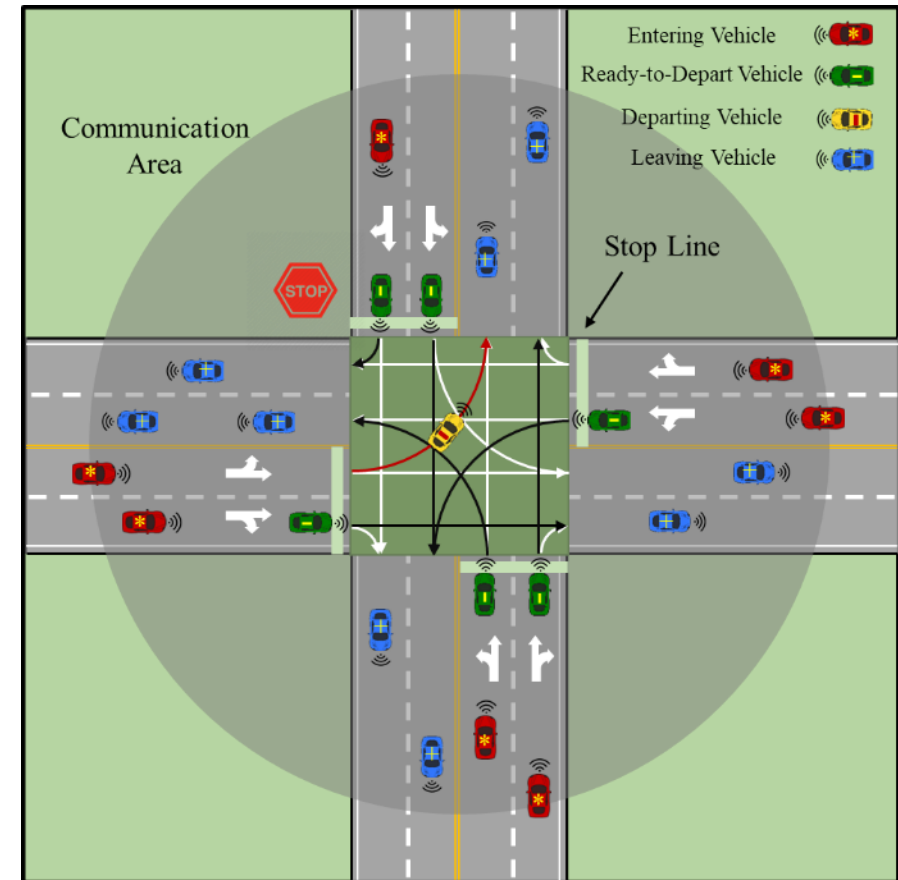 Entering Vehicle
Ready-to-Depart Vehicle
Departing Vehicle
Leaving Vehicle
Communication
Area
Stop Line
STOP